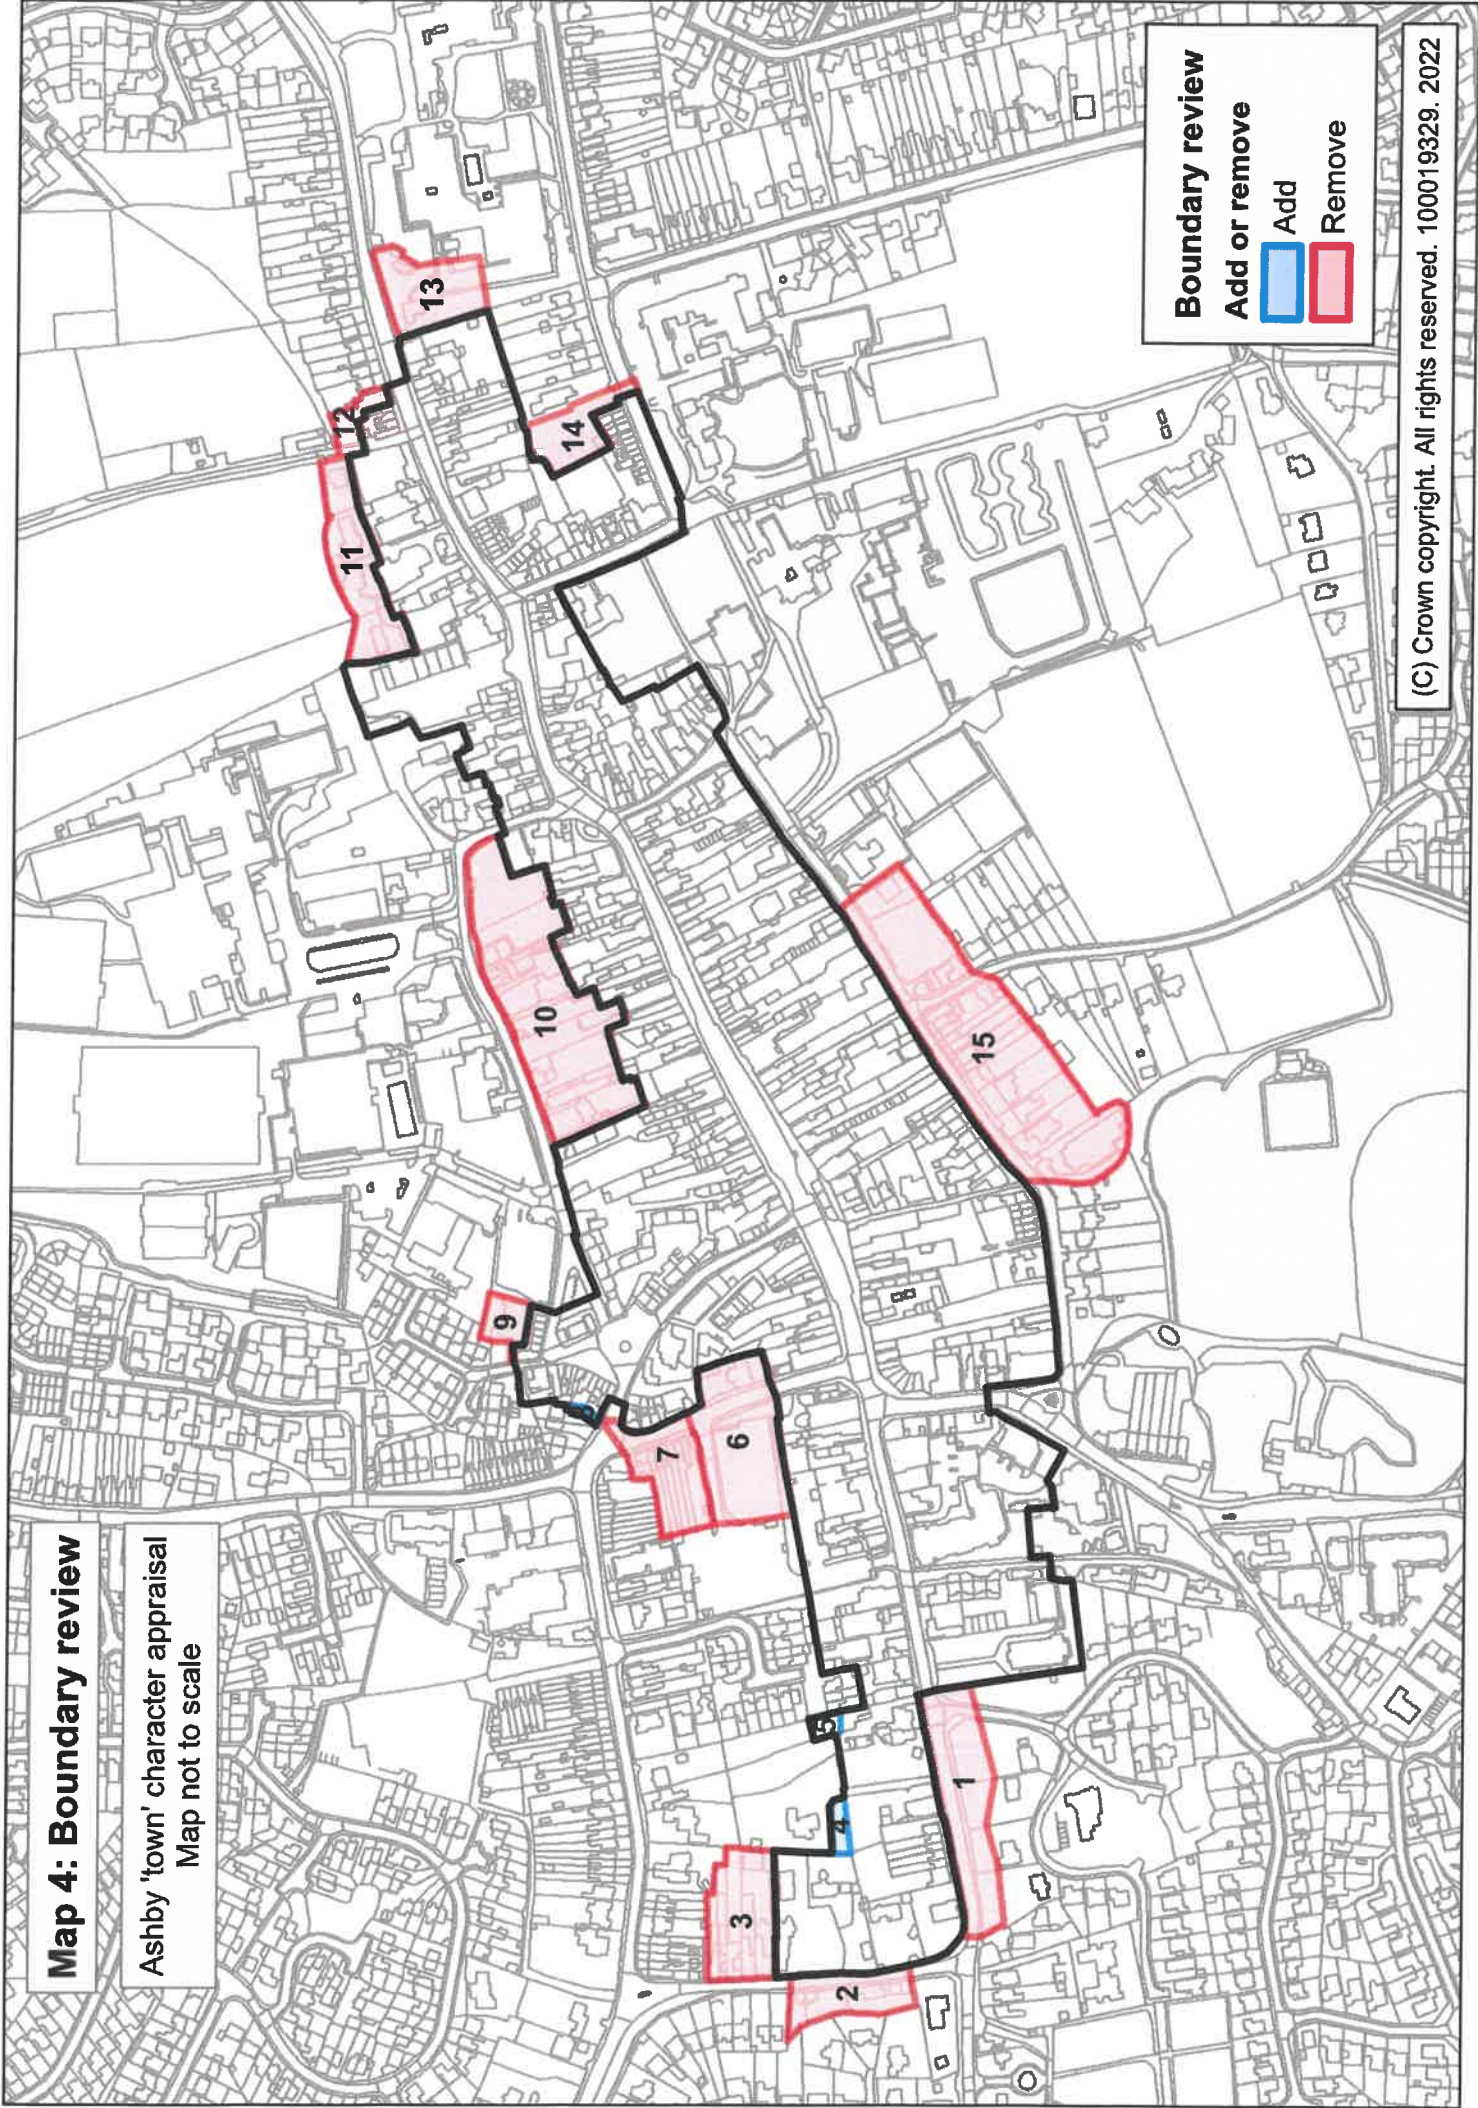 Map 4: Boundary review
Ashby 'town' character appraisal
Map not to scale
1
2
3
4
5
6
7
9
10
11
12
13
14
15
Boundary review
Add or remove
Add
Remove
(C) Crown copyright. All rights reserved. 100019329. 2022